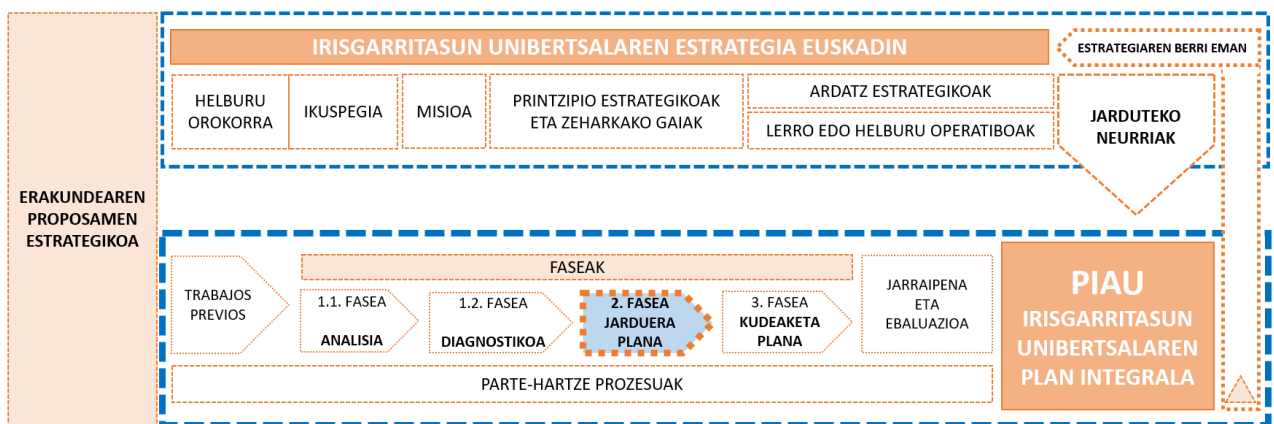 ERAKUNDEAREN
PROPOSAMEN
ESTRATEGIKOA
IRISGARRITASUN UNIBERTSALAREN ESTRATEGIA EUSKADIN
ESTRATEGIAREN BERRI EMAN
HELBURU
OROKORRA
IKUSPEGIA
MISIOA
PRINTZIPIO ESTRATEGIKOAK
ETA ZEHARKAKO GAIAK
ARDATZ ESTRATEGIKOAK
LERRO EDO HELBURU OPERATIBOAK
JARDUTEKO
NEURRIAK
TRABAJOS
PREVIOS
FASEAK
1.1. FASEA
ANALISIA
1.2. FASEA
DIAGNOSTIKOA
2. FASEA
JARDUERA
PLANA
3. FASEA
KUDEAKETA
PLANA
JARRAIPENA
ETA
EBALUAZIOA
PARTE-HARTZE PROZESUAK
PIAU
IRISGARRITASUN
UNIBERTSALAREN
PLAN INTEGRALA